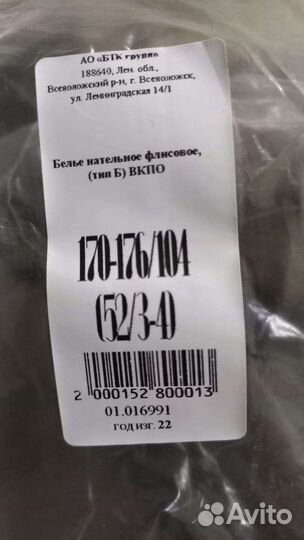 АО «БТК групп»
188640, Лен. обл.,
Всеволожский р-н, г. Всеволожск,
ул. Ленинградская 14/1
Белье нательное флисовое,
(тип Б) ВКПО
170-176/104
(52/3-4)
2 000152 800013
01.016991
ГОД ИЗГ. 22
Avito